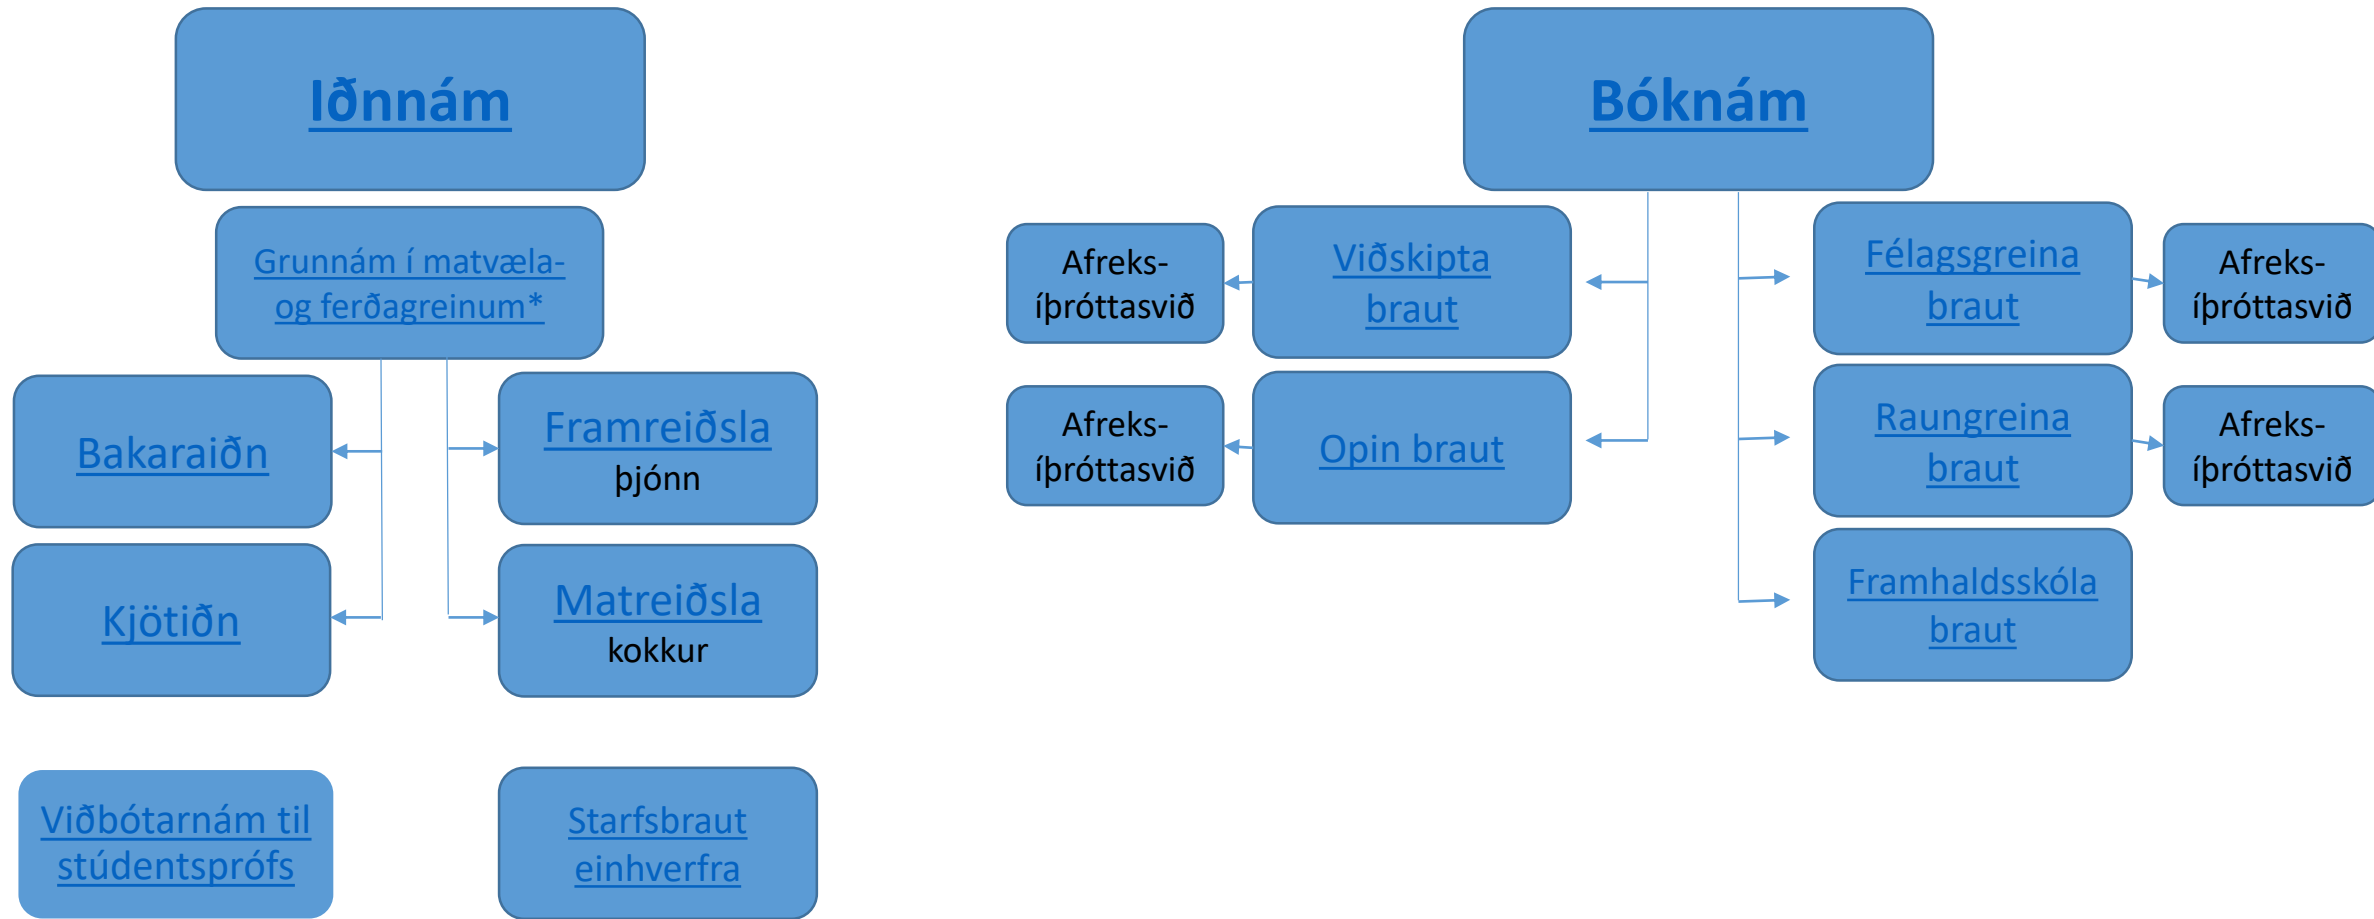 Iðnnám
Grunnám í matvæla-
og ferðagreinum*
Bakaraiðn
Framreiðsla
þjónn
Kjötiðn
Matreiðsla
kokkur
Viðbótarnám til
stúdentsprófs
Starfsbraut
einhverfra
Bóknám
Afreks-
íþróttasvið
Viðskipta
braut
Félagsgreina
braut
Afreks-
íþróttasvið
Afreks-
íþróttasvið
Opin braut
Raungreina
braut
Afreks-
íþróttasvið
Framhaldsskóla
braut